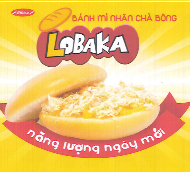 BÁNH MÌ NHÂN CHÀ BÔNG
LOBAKA
năng lượng ngày mới